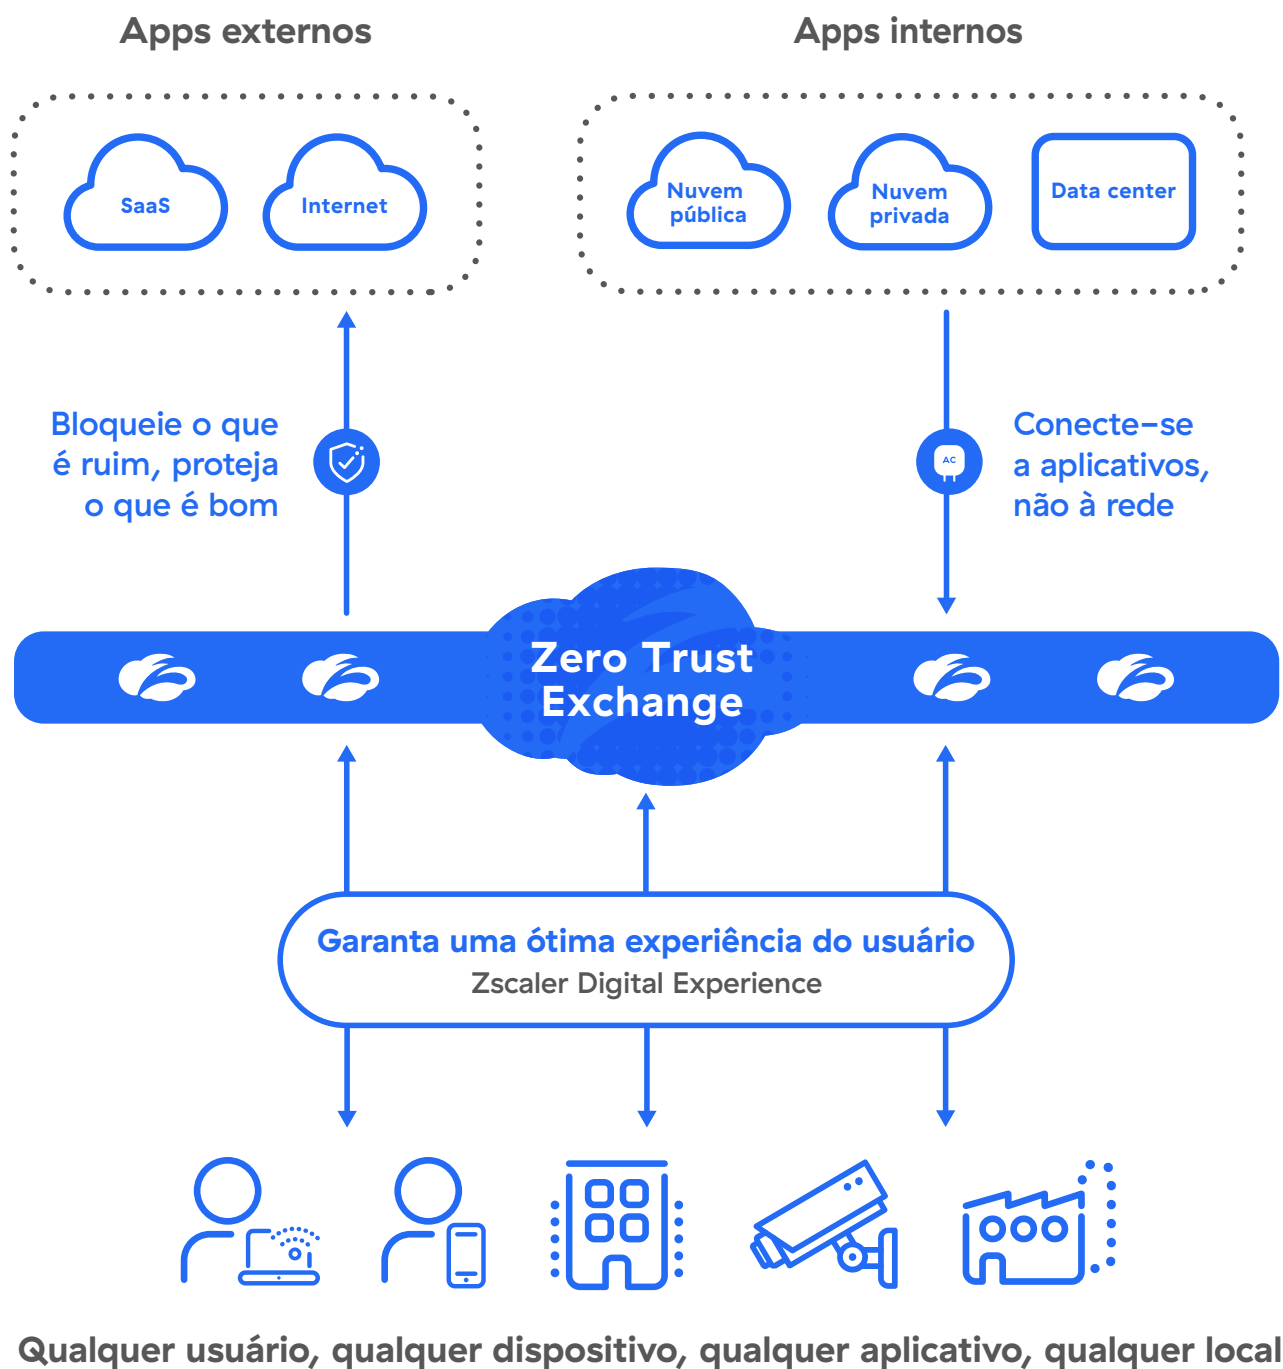 Apps externos
Apps internos
SaaS
Internet
Nuvem
pública
Nuvem
privada
Data center
Bloqueie o que
é ruim, proteja
o que é bom
AC
Conecte-se
a aplicativos,
não à rede
Zero Trust
Exchange
Garanta uma ótima experiência do usuário
Zscaler Digital Experience
Qualquer usuário, qualquer dispositivo, qualquer aplicativo, qualquer local